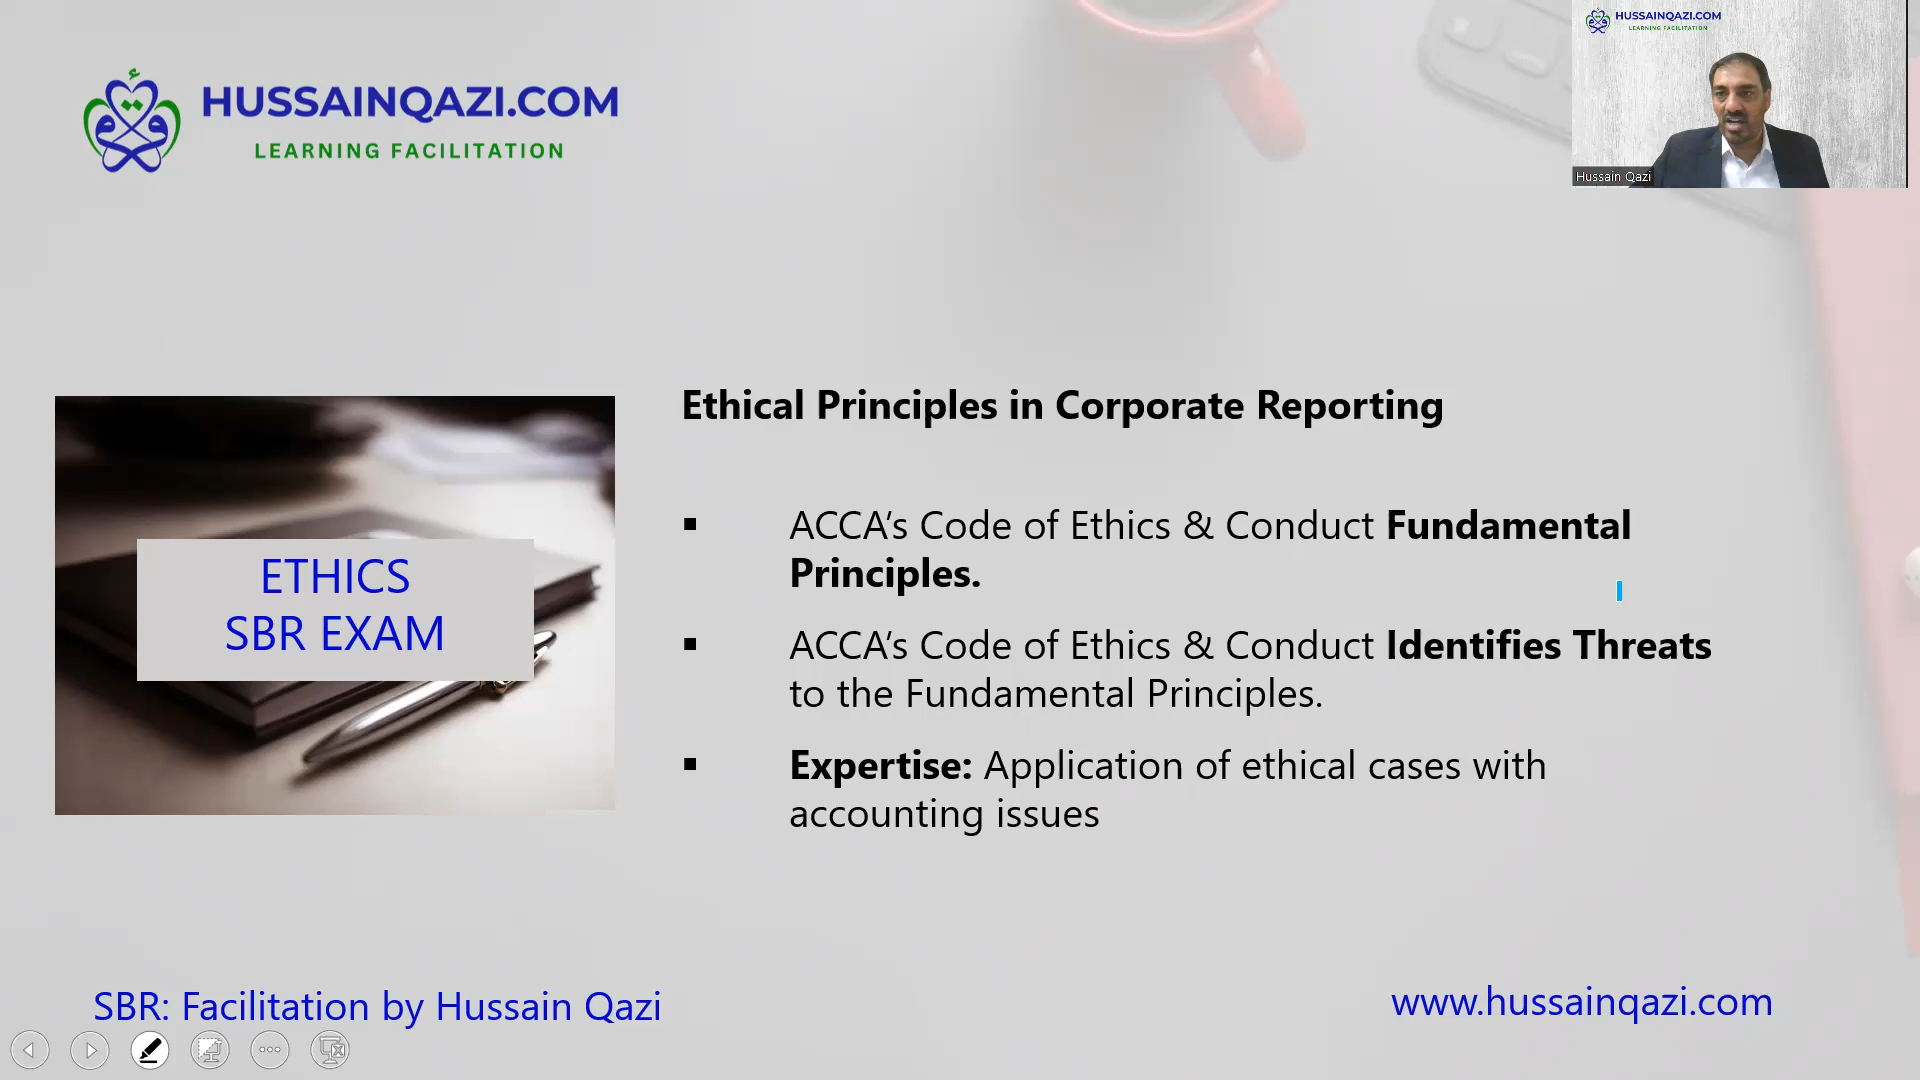 HUSSAINQAZI.COM
LEARNING FACILITATION
HUSSAINQAZI.COM
LEARNING FACILITATION
Hussain Qazi
Ethical Principles in Corporate Reporting
ETHICS
SBR EXAM
▪ ACCA’s Code of Ethics & Conduct Fundamental
Principles.
▪ ACCA’s Code of Ethics & Conduct Identifies Threats
to the Fundamental Principles.
▪ Expertise: Application of ethical cases with
accounting issues
SBR: Facilitation by Hussain Qazi
www.hussainqazi.com